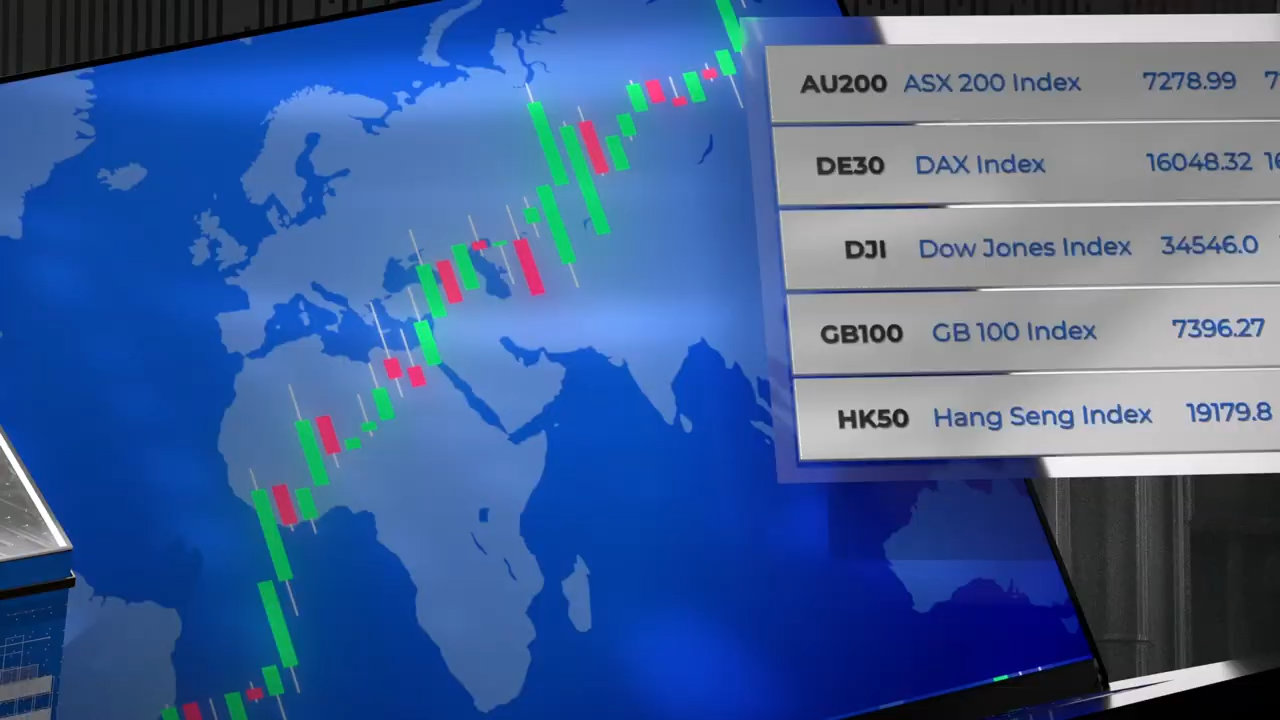 AU200 ASX 200 Index 7278.99
DE30 DAX Index 16048.32
DJI Dow Jones Index 34546.0
GB100 GB 100 Index 7396.27
HK50 Hang Seng Index 19179.8